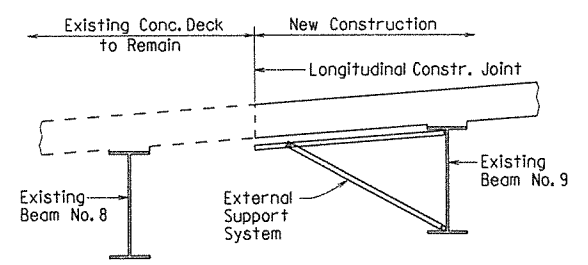 Existing Conc. Deck
to Remain
New Construction
Longitudinal Constr. Joint
Existing
Beam No. 8
External
Support
System
Existing
Beam No. 9